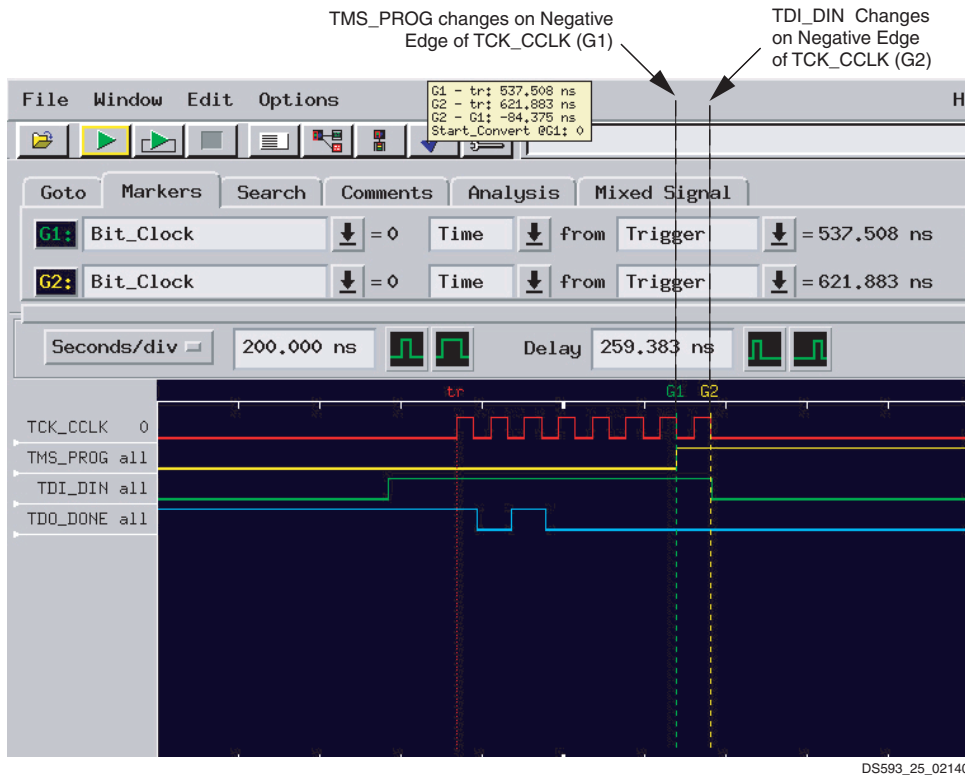 TMS_PROG changes on Negative
Edge of TCK_CCLK (G1)
TDI_DIN Changes
on Negative Edge
of TCK_CCLK (G2)
File Window Edit Options H
G1 - tr: 537.508 ns
G2 - tr: 621.883 ns
G2 - G1: -84.375 ns
Start_Convert @G1: 0
Goto Markers Search Comments Analysis Mixed Signal
G1: Bit_Clock = 0 Time from Trigger = 537.508 ns
G2: Bit_Clock = 0 Time from Trigger = 621.883 ns
Seconds/div 200.000 ns Delay 259.383 ns
tr G1 G2
TCK_CCLK 0
TMS_PROG all
TDI_DIN all
TDO_DONE all
DS593_25_02140